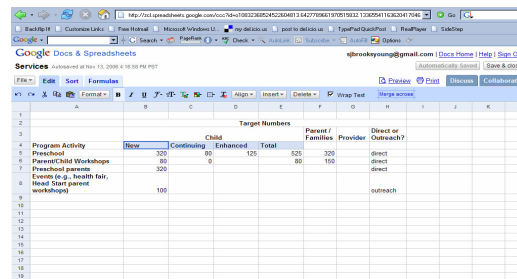 http://zcl.spreadsheets.google.com/ccc?id=o10832368524522604813.6427789661970515932.13365541163620417046 Go
BackFlip It! Customize Links Free Hotmail Microsoft Windows U... my del.icio.us post to del.icio.us TypePad QuickPost RealPlayer SideStep
Google Search PageRank Check AutoLink Subscribe AutoFill Options
Google Docs & Spreadsheets sjbrooksyoung@gmail.com | Docs Home | Help | Sign O
Services Autosaved at Nov 13, 2006 4:16:58 PM PST Automatically Saved Save & clos
File Edit Sort Formulas Preview Print Discuss Collaborat
Format B I U Align Insert Delete Wrap Text Merge across
A B C D E F G H I J K
1
2 Target Numbers
3 Child Parent / Families Provider Direct or Outreach?
4 Program Activity New Continuing Enhanced Total
5 Preschool 320 80 125 525 320 direct
6 Parent/Child Workshops 80 0 80 150 direct
7 Preschool parents 320 direct
8 Events (e.g., health fair, Head Start parent workshops) 100 outreach
9
10
11
12
13
14
15
16
17
18
19